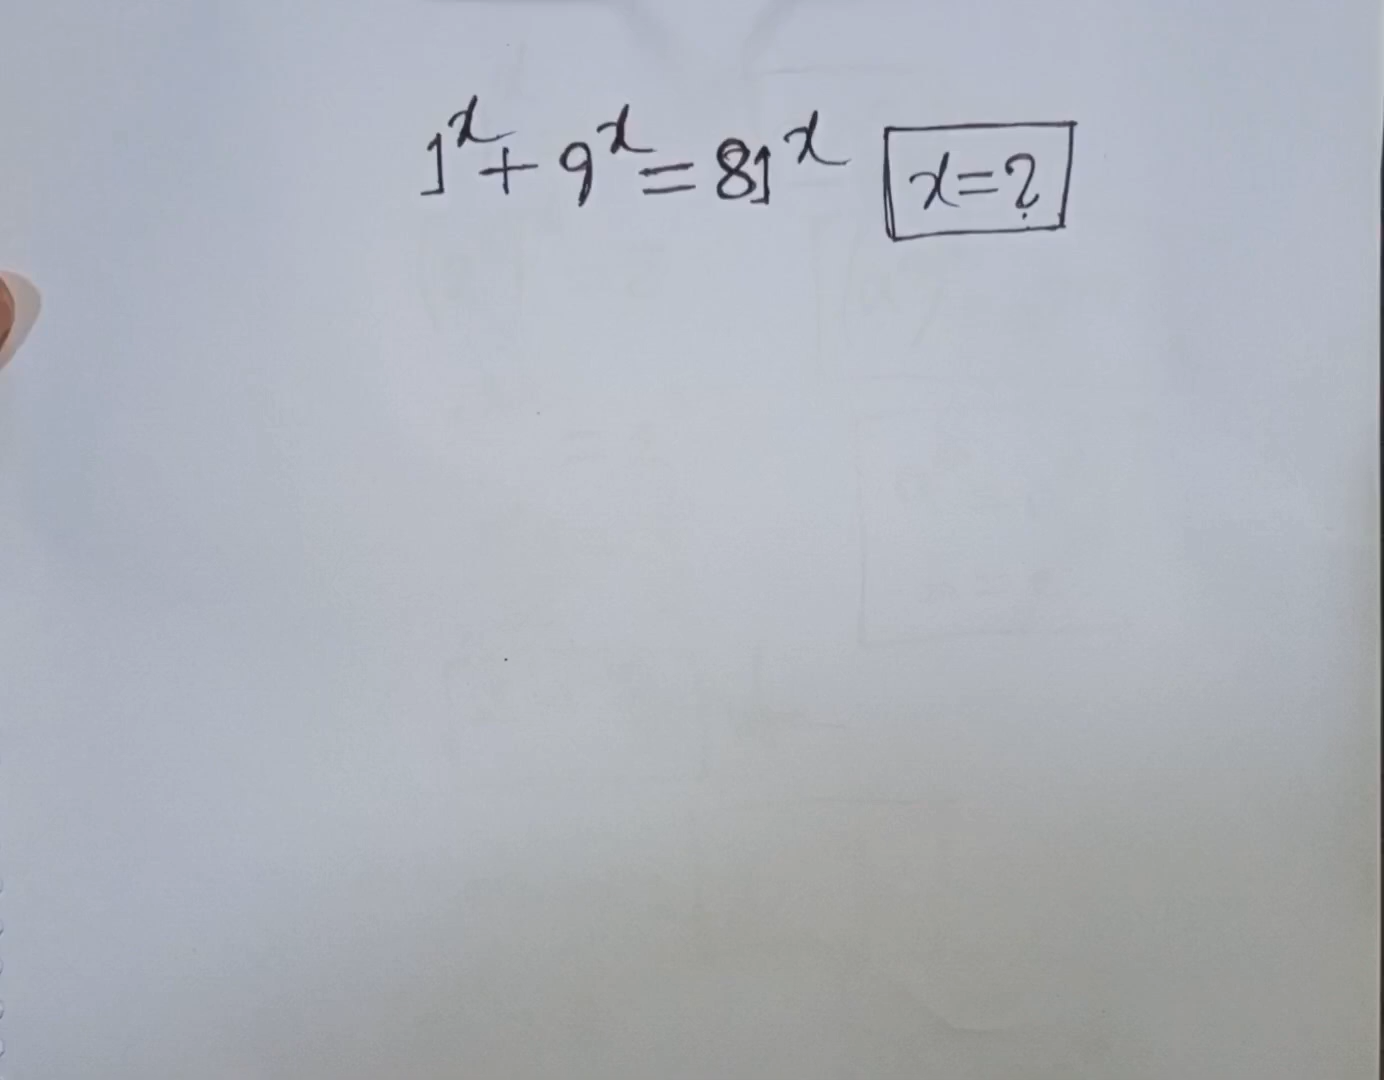 1^x + 9^x = 81^x x = ?